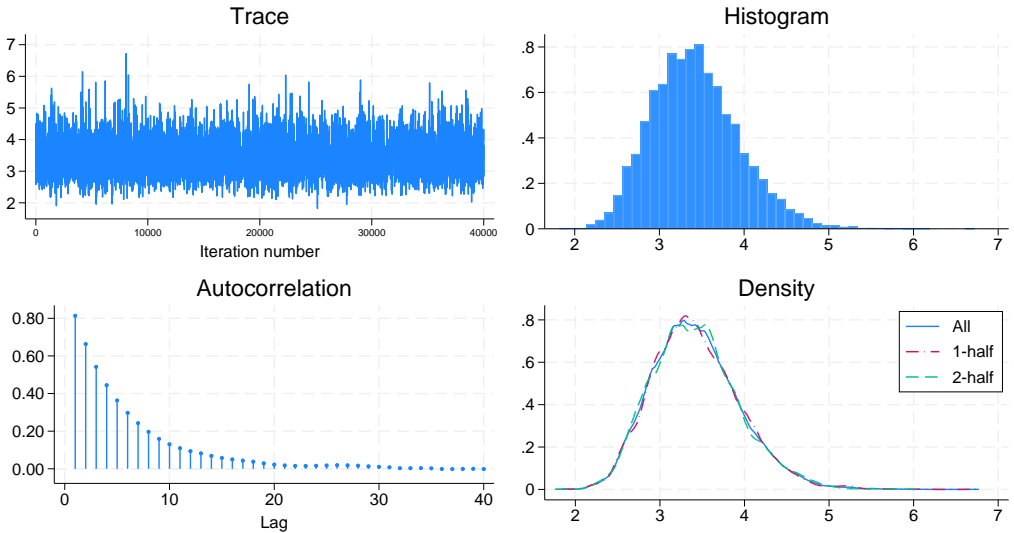 Trace
7
6
5
4
3
2
0 10000 20000 30000 40000
Iteration number
Histogram
.8
.6
.4
.2
0
2 3 4 5 6 7
Autocorrelation
0.80
0.60
0.40
0.20
0.00
0 10 20 30 40
Lag
Density
.8
.6
.4
.2
0
2 3 4 5 6 7
All
1-half
2-half